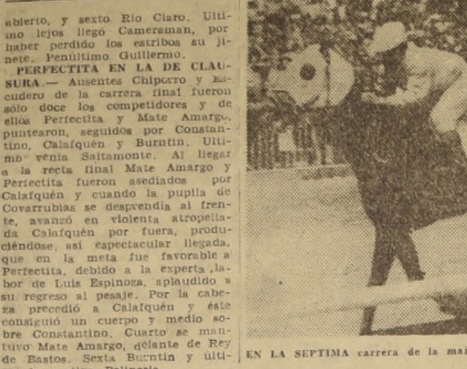 abierto, y sexto Río Claro. Ulti-
mo lejos llegó Cameraman, por
haber perdido los estribos su ji-
nete. Penúltimo Guillermo.
PERFECTITA EN LA DE CLAU-
SURA.— Ausentes Chiporro y Es-
cudero de la carrera final fueron
sólo doce los competidores y de
ellos Perfectita y Mate Amargo,
puntearon, seguidos por Constan-
tino, Calafquén y Burntin. Ulti-
mo venía Saltamonte. Al llegar
a la recta final Mate Amargo y
Perfectita fueron asediados por
Calafquén y cuando la pupila de
Covarrubias se desprendía al fren-
te, avanzó en violenta atropella-
da Calafquén por fuera, produ-
ciéndose, así espectacular llegada,
que en la meta fue favorable a
Perfectita, debido a la experta la-
bor de Luis Espinoza, aplaudido a
su regreso al pesaje. Por la cabe-
za precedió a Calafquén y éste
consiguió un cuerpo y medio so-
bre Constantino. Cuarto se man-
tuvo Mate Amargo, delante de Rey
de Bastos. Sexta Burntin y últi-
EN LA SEPTIMA carrera de la mañ